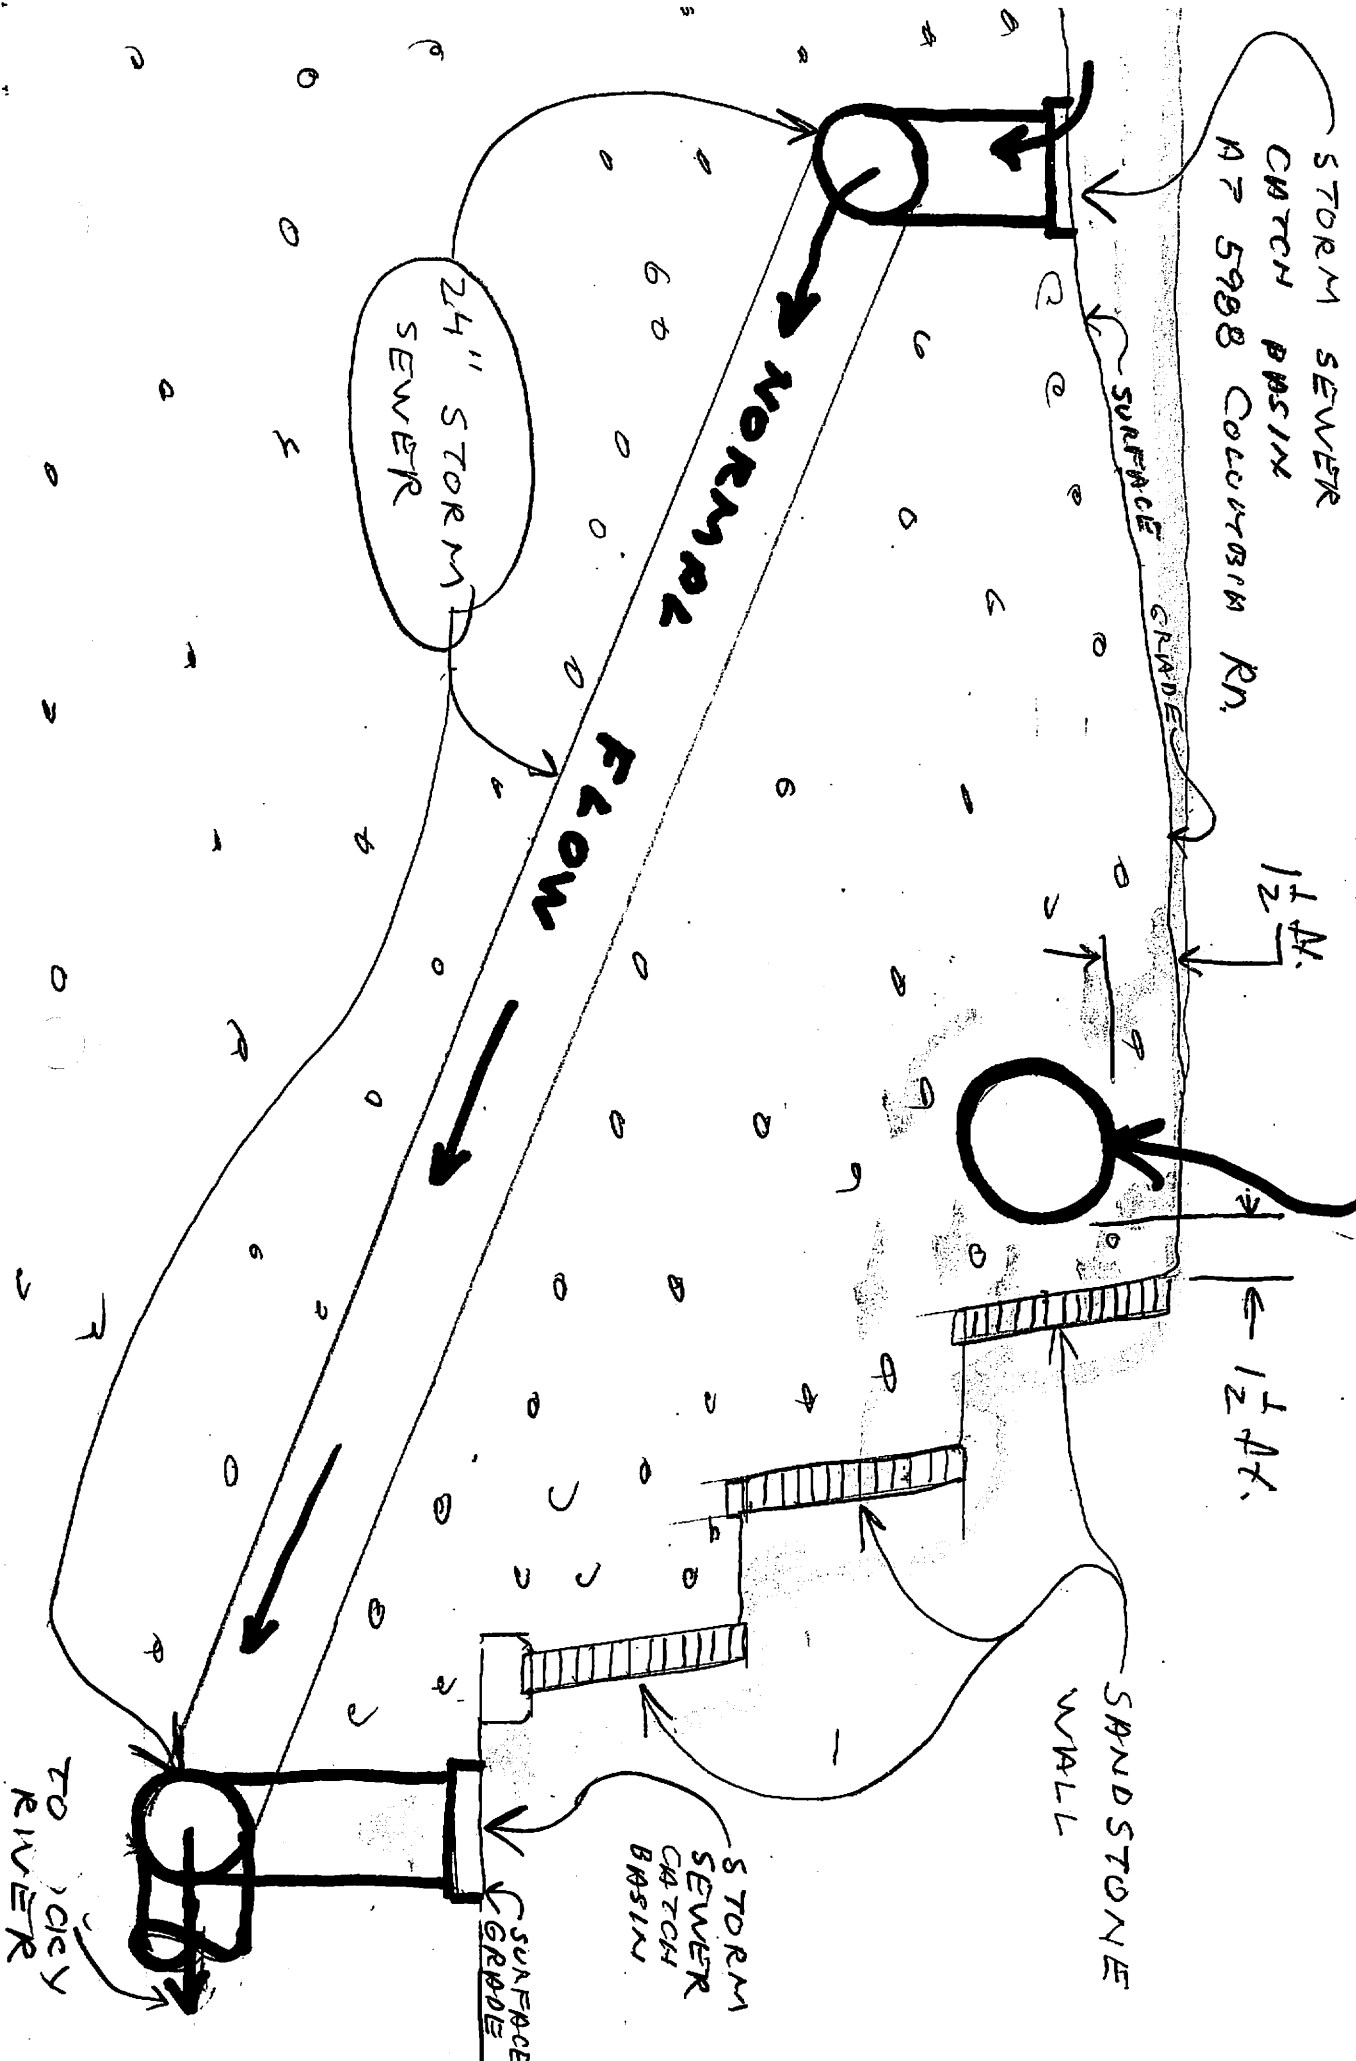 STORM SEWER
CATCH BASIN
AT 5988 COLUMBIA RD.
SURFACE
GRADE
1 1/2 ft.
1 1/2 ft.
24" STORM
SEWER
NORMAL
FLOW
SANDSTONE
WALL
STORM
SEWER
CATCH
BASIN
SURFACE
GRADE
TO
RIVER